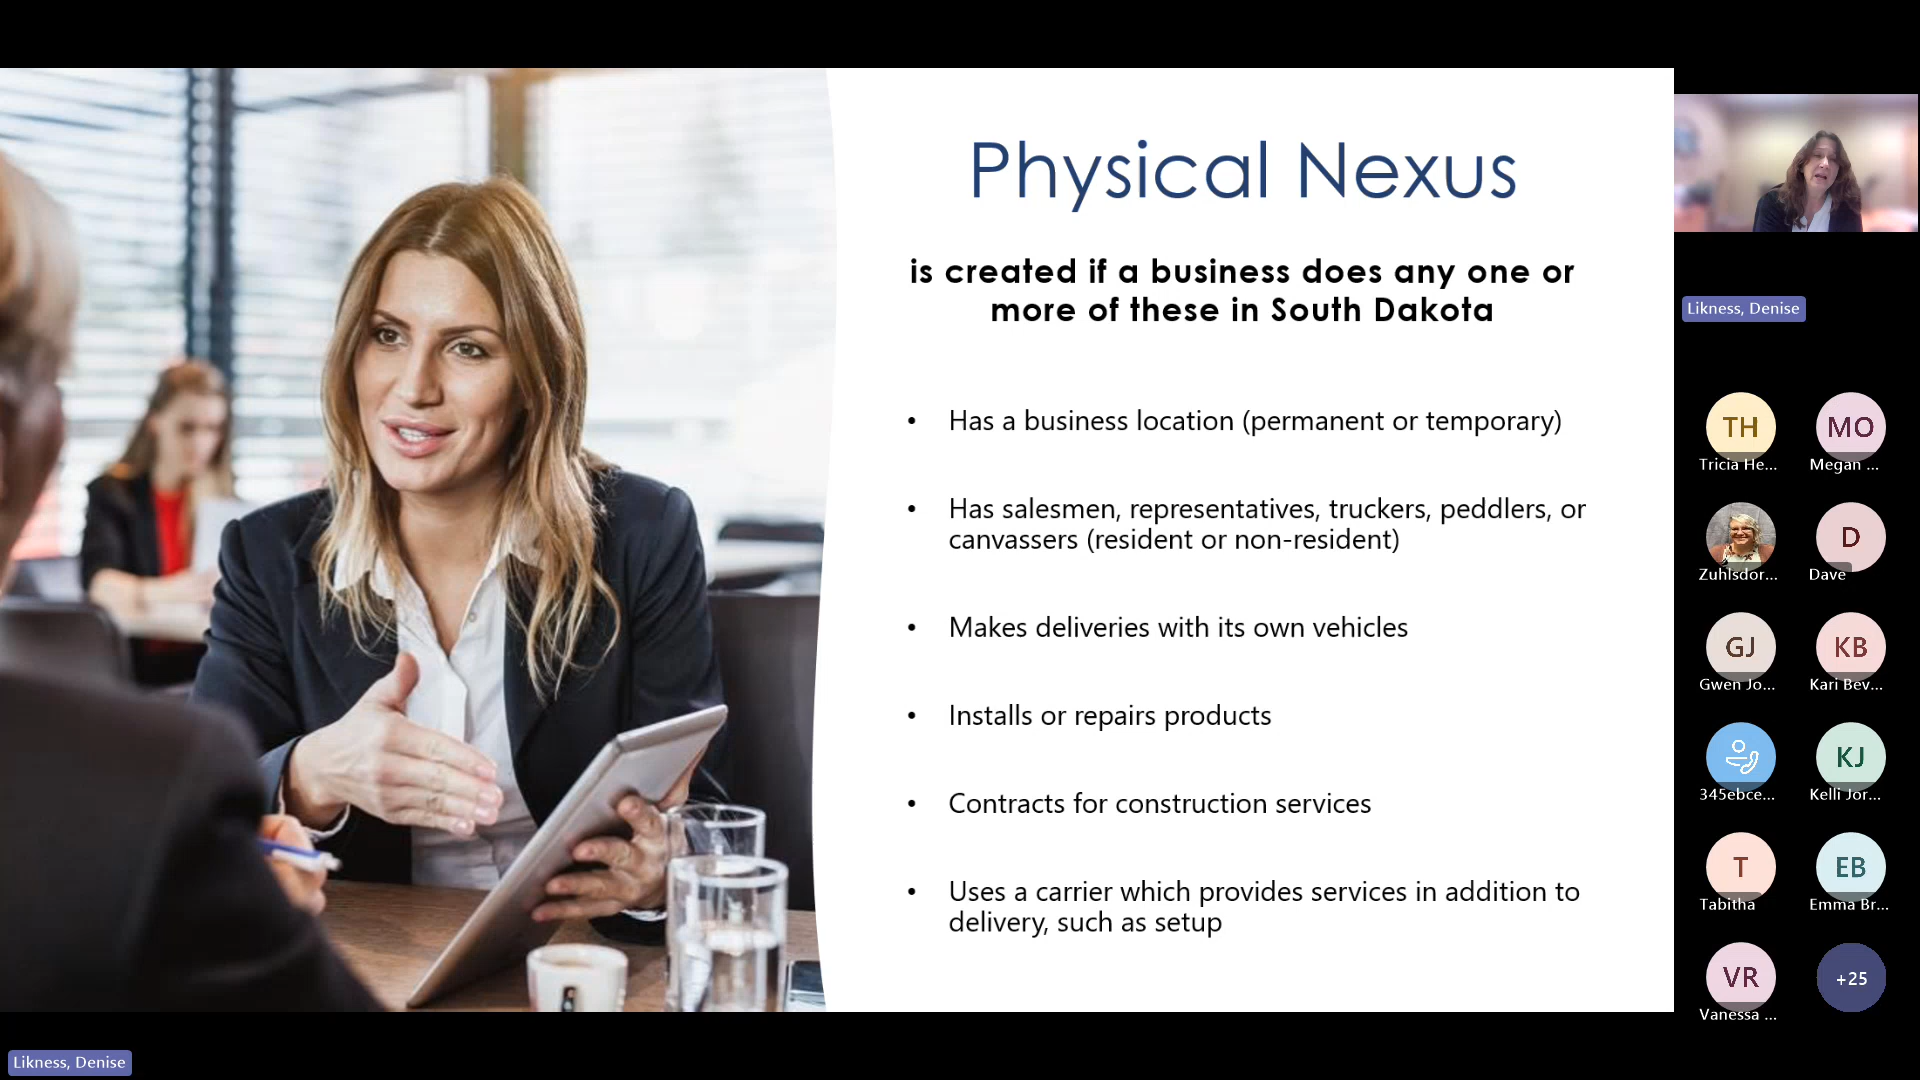 Physical Nexus
is created if a business does any one or
more of these in South Dakota
• Has a business location (permanent or temporary)
• Has salesmen, representatives, truckers, peddlers, or
canvassers (resident or non-resident)
• Makes deliveries with its own vehicles
• Installs or repairs products
• Contracts for construction services
• Uses a carrier which provides services in addition to
delivery, such as setup
Likness, Denise
TH
Tricia He...
MO
Megan ...
Zuhlsdor...
D
Dave
GJ
Gwen Jo...
KB
Kari Bev...
345ebce...
KJ
Kelli Jor...
T
Tabitha
EB
Emma Br...
VR
Vanessa ...
+25
Likness, Denise